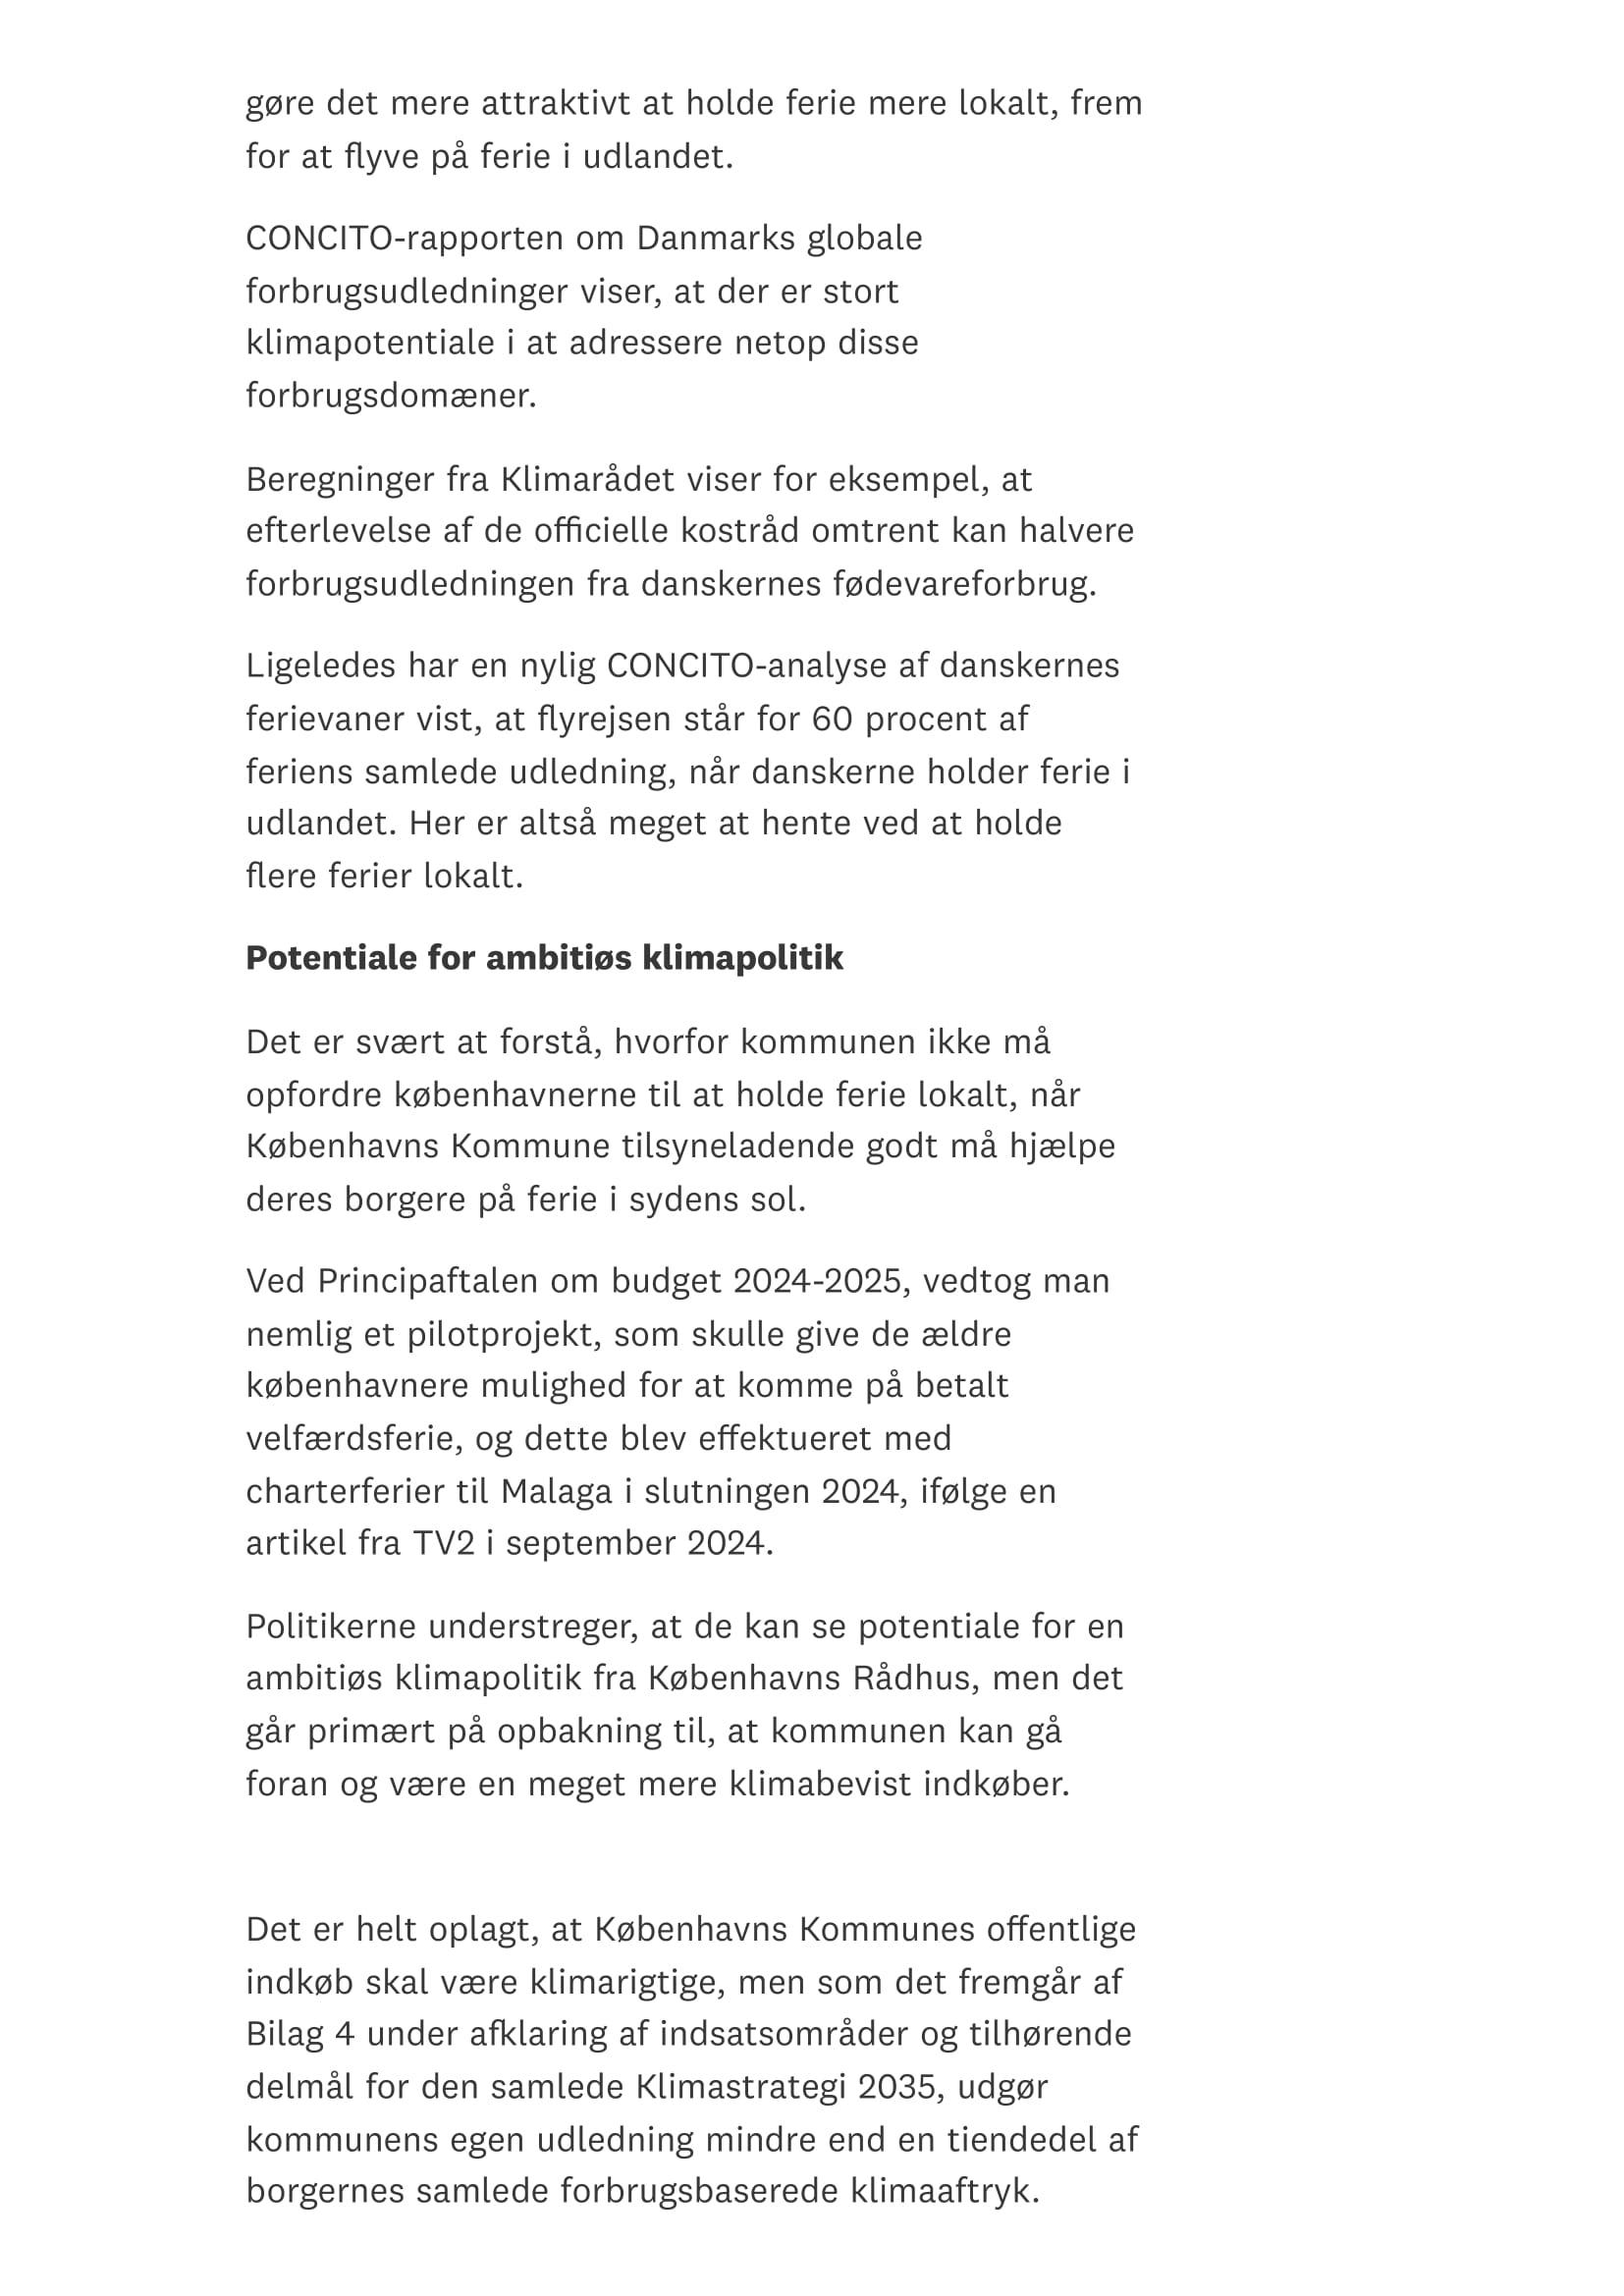 gøre det mere attraktivt at holde ferie mere lokalt, frem
for at flyve på ferie i udlandet.
CONCITO-rapporten om Danmarks globale
forbrugsudledninger viser, at der er stort
klimapotentiale i at adressere netop disse
forbrugsdomæner.
Beregninger fra Klimarådet viser for eksempel, at
efterlevelse af de officielle kostråd omtrent kan halvere
forbrugsudledningen fra danskernes fødevareforbrug.
Ligeledes har en nylig CONCITO-analyse af danskernes
ferievaner vist, at flyrejsen står for 60 procent af
feriens samlede udledning, når danskerne holder ferie i
udlandet. Her er altså meget at hente ved at holde
flere ferier lokalt.
Potentiale for ambitiøs klimapolitik
Det er svært at forstå, hvorfor kommunen ikke må
opfordre københavnerne til at holde ferie lokalt, når
Københavns Kommune tilsyneladende godt må hjælpe
deres borgere på ferie i sydens sol.
Ved Principaftalen om budget 2024-2025, vedtog man
nemlig et pilotprojekt, som skulle give de ældre
københavnere mulighed for at komme på betalt
velfærdsferie, og dette blev effektueret med
charterferier til Malaga i slutningen 2024, ifølge en
artikel fra TV2 i september 2024.
Politikerne understreger, at de kan se potentiale for en
ambitiøs klimapolitik fra Københavns Rådhus, men det
går primært på opbakning til, at kommunen kan gå
foran og være en meget mere klimabevist indkøber.
Det er helt oplagt, at Københavns Kommunes offentlige
indkøb skal være klimarigtige, men som det fremgår af
Bilag 4 under afklaring af indsatsområder og tilhørende
delmål for den samlede Klimastrategi 2035, udgør
kommunens egen udledning mindre end en tiendedel af
borgernes samlede forbrugsbaserede klimaaftryk.